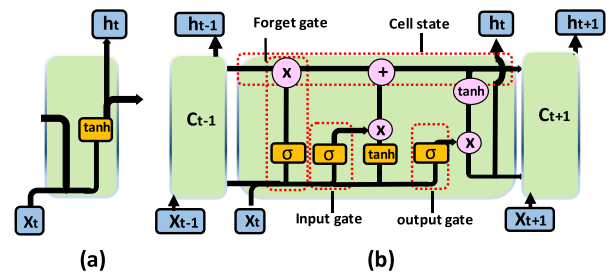 Forget gate
Cell state
ht
ht-1
ht
ht+1
x
+
tanh
tanh
Ct-1
x
x
Ct+1
σ
σ
tanh
σ
Xt
Xt-1
Xt
Input gate
output gate
Xt+1
(a)
(b)